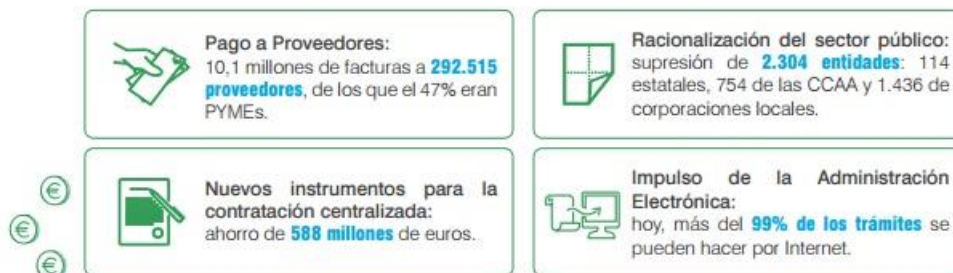 Pago a Proveedores:
10,1 millones de facturas a 292.515
proveedores, de los que el 47% eran
PYMEs.
Racionalización del sector público:
supresión de 2.304 entidades: 114
estatales, 754 de las CCAA y 1.436 de
corporaciones locales.
Nuevos instrumentos para la
contratación centralizada:
ahorro de 588 millones de euros.
Impulso de la Administración
Electrónica:
hoy, más del 99% de los trámites se
pueden hacer por Internet.
€
€
€